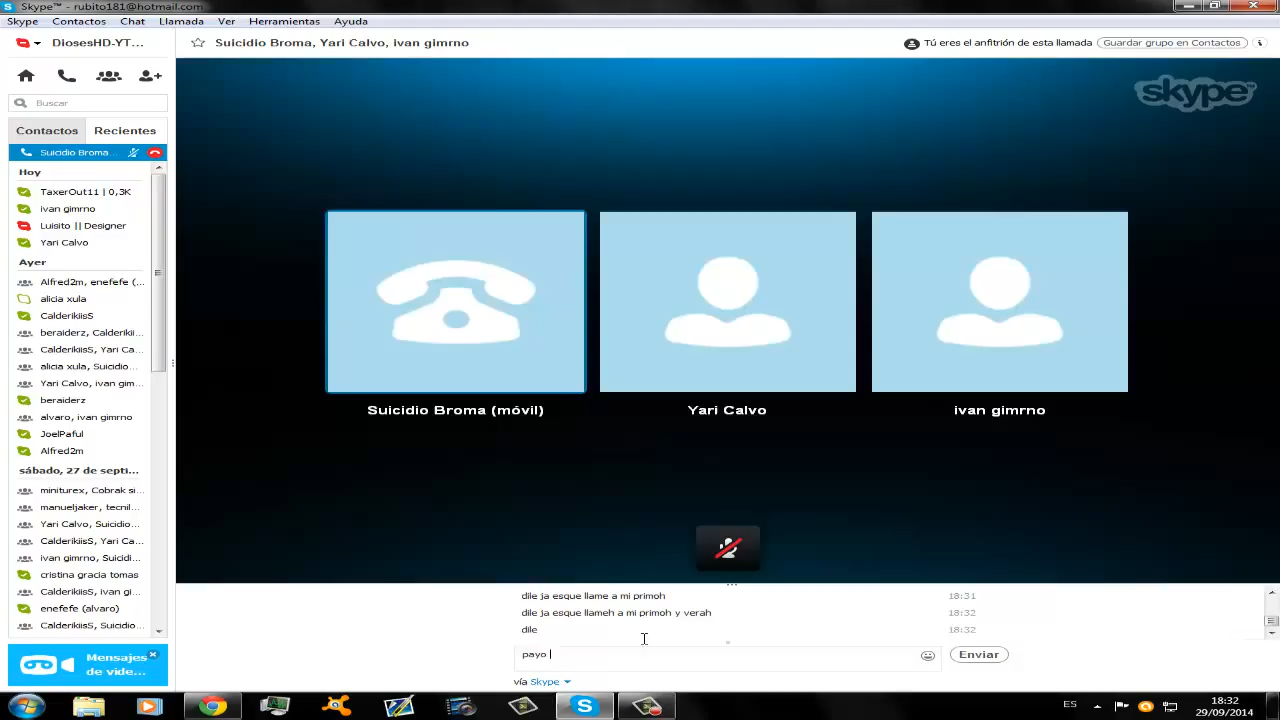 Skype™ - rubito181@hotmail.com
Skype Contactos Chat Llamada Ver Herramientas Ayuda
DiosesHD-YT...
Suicidio Broma, Yari Calvo, ivan gimrno
Tú eres el anfitrión de esta llamada
Guardar grupo en Contactos
Buscar
Contactos Recientes
Suicidio Broma...
Hoy
TaxerOut11 | 0,3K
ivan gimrno
Luisito || Designer
Yari Calvo
Ayer
Alfred2m, enefefe (...
alicia xula
CalderikiisS
beraiderz, Calderikii...
CalderikiisS, Yari Ca...
alicia xula, Suicidio...
Yari Calvo, ivan gim...
beraiderz
alvaro, ivan gimrno
JoelPaful
Alfred2m
sábado, 27 de septi...
miniturex, Cobrak si...
manueljaker, tecnil...
Yari Calvo, Suicidio...
CalderikiisS, Yari Ca...
ivan gimrno, Suicidi...
cristina gracia tomas
CalderikiisS, ivan gi...
enefefe (alvaro)
CalderikiisS, Suicidio...
Mensajes
de vide...
skype
Suicidio Broma (móvil)
Yari Calvo
ivan gimrno
dile ja esque llame a mi primoh 18:31
dile ja esque llameh a mi primoh y verah 18:32
dile 18:32
payo
Enviar
vía Skype
ES
18:32
29/09/2014